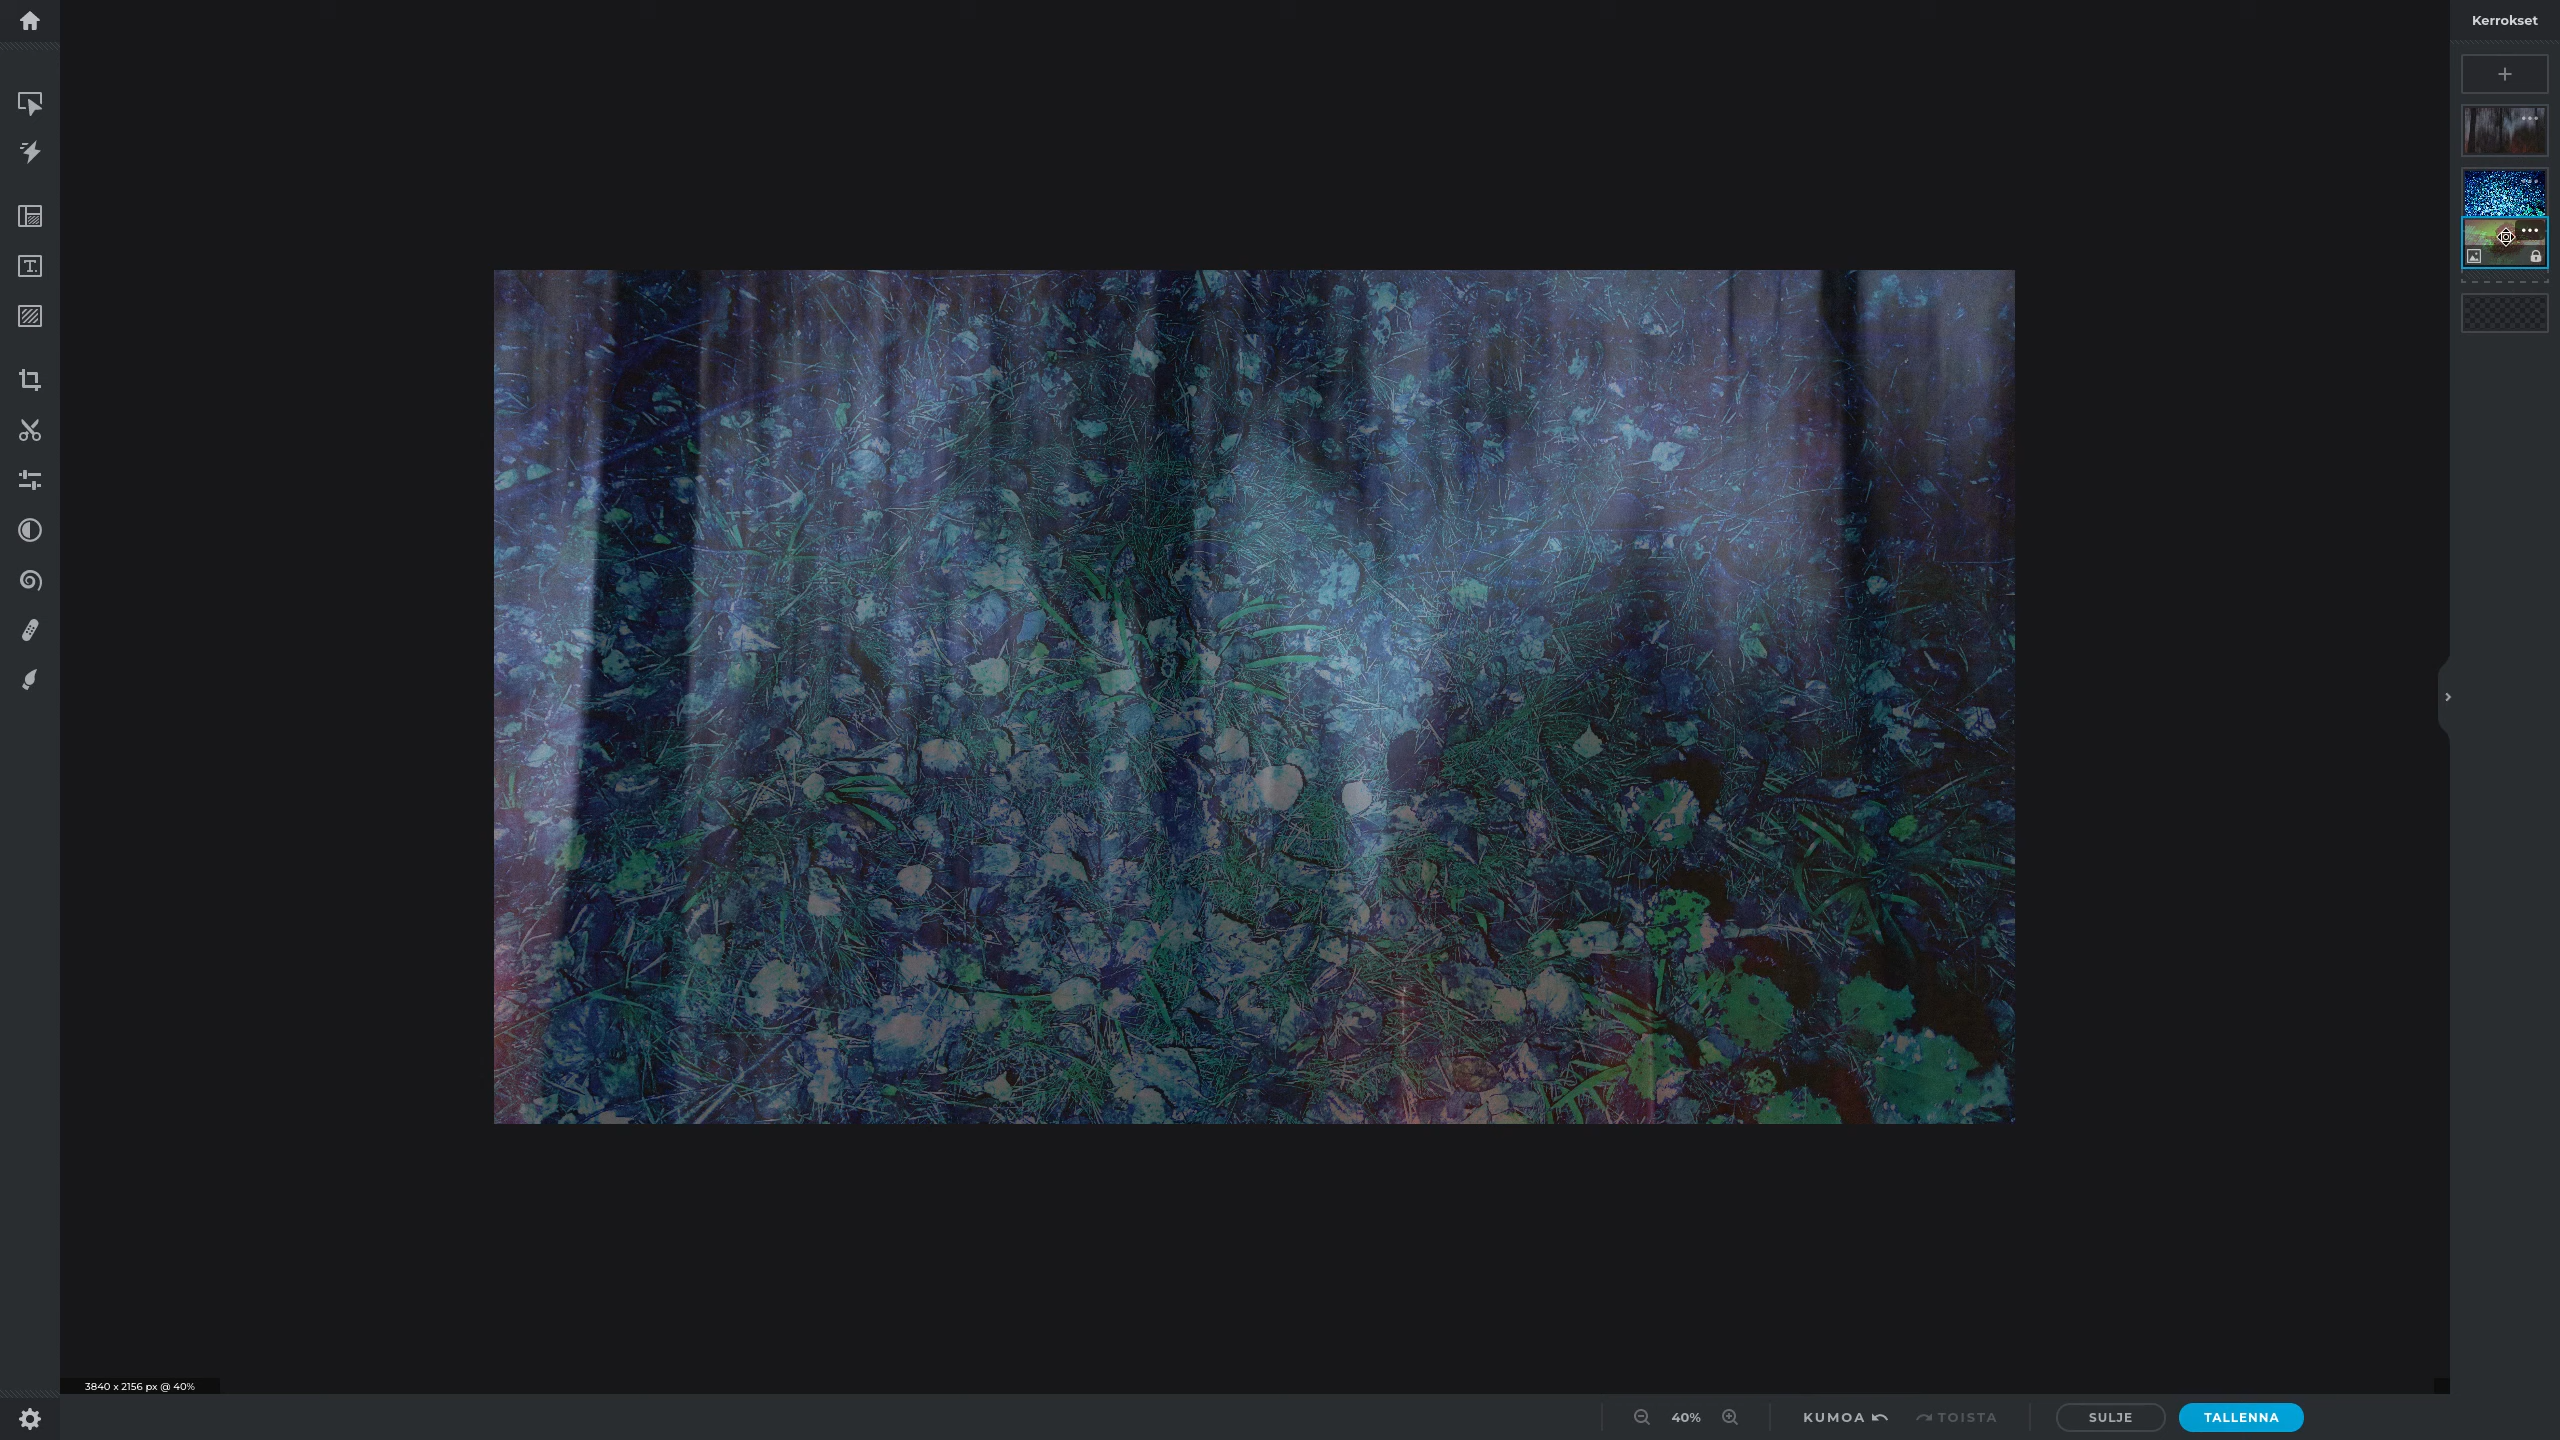 Kerrokset
3840 x 2156 px @ 40%
40%
KUMOA
TOISTA
SULJE
TALLENNA